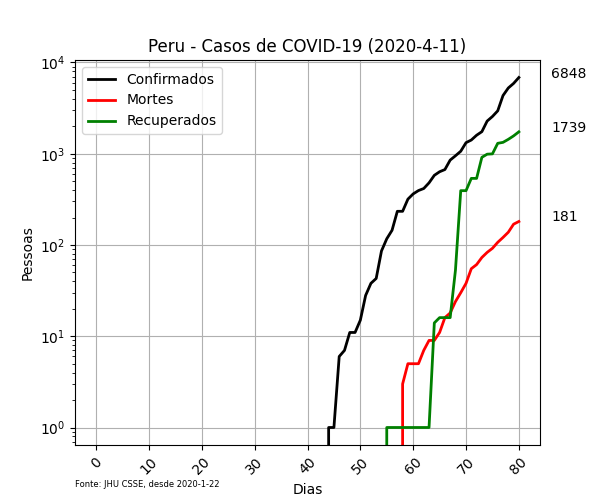 Peru - Casos de COVID-19 (2020-4-11)
Confirmados
Mortes
Recuperados
6848
1739
181
Pessoas
10⁴
10³
10²
10¹
10⁰
0 10 20 30 40 50 60 70 80
Dias
Fonte: JHU CSSE, desde 2020-1-22